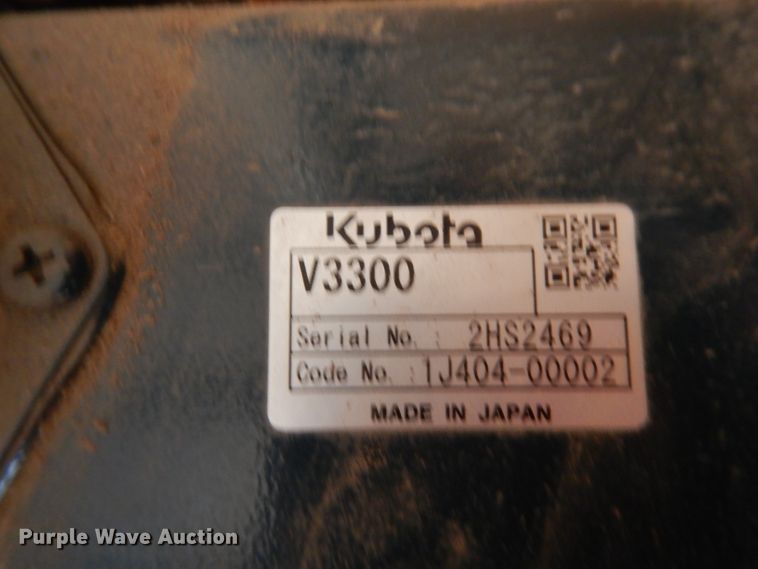 Kubota
V3300
Serial No. : 2HS2469
Code No. : 1J404-00002
MADE IN JAPAN
Purple Wave Auction